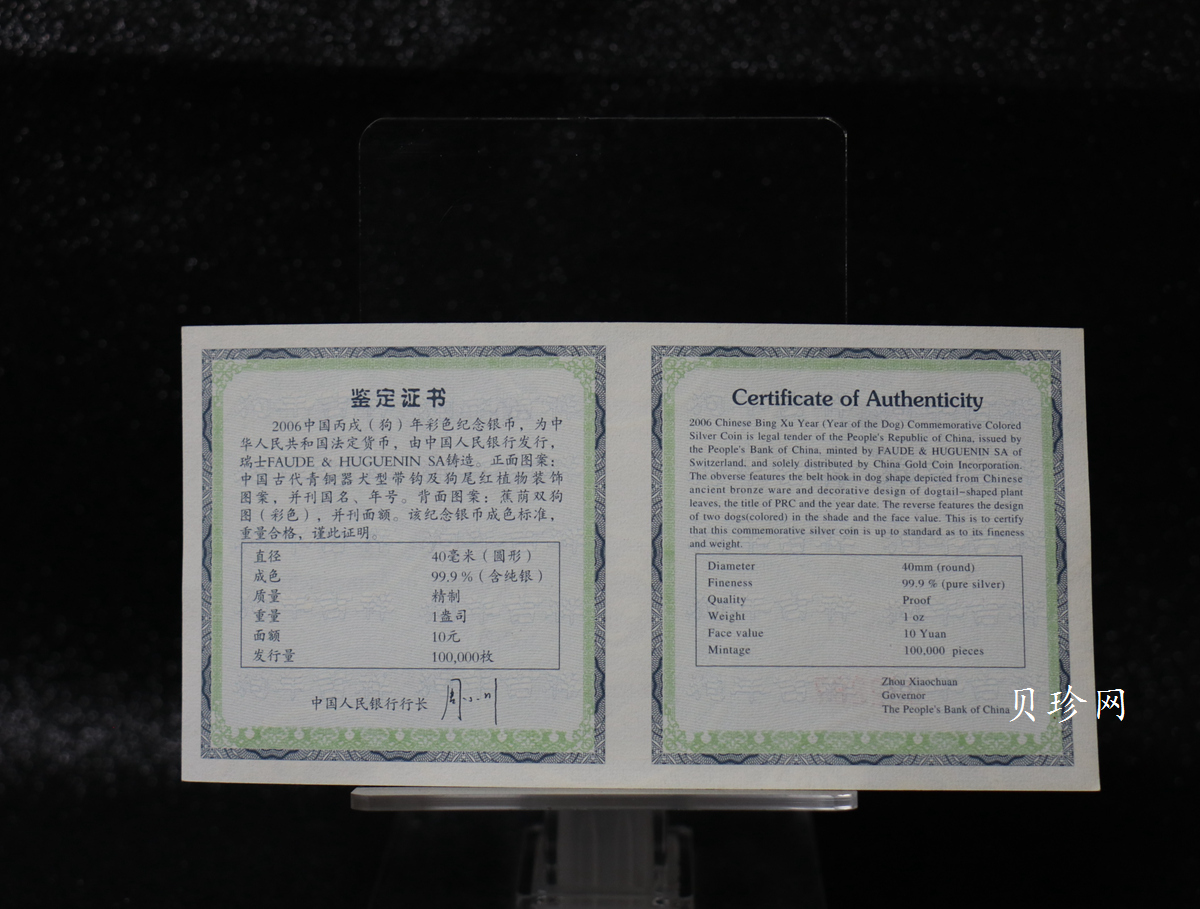 鉴定证书
2006中国丙戌（狗）年彩色纪念银币，为中
华人民共和国法定货币，由中国人民银行发行，
瑞士FAUDE & HUGUENIN SA铸造。正面图案：
中国古代青铜器犬型带钩及狗尾红植物装饰
图案，并刊国名、年号。背面图案：蕉荫双狗
图（彩色），并刊面额。该纪念银币成色标准，
重量合格，谨此证明。
直径 40毫米（圆形）
成色 99.9％（含纯银）
质量 精制
重量 1盎司
面额 10元
发行量 100,000枚
中国人民银行行长 周小川
Certificate of Authenticity
2006 Chinese Bing Xu Year (Year of the Dog) Commemorative Colored
Silver Coin is legal tender of the People's Republic of China, issued by
the People's Bank of China, minted by FAUDE & HUGUENIN SA of
Switzerland, and solely distributed by China Gold Coin Incorporation.
The obverse features the belt hook in dog shape depicted from Chinese
ancient bronze ware and decorative design of dogtail-shaped plant
leaves, the title of PRC and the year date. The reverse features the design
of two dogs(colored) in the shade and the face value. This is to certify
that this commemorative silver coin is up to standard as to its fineness
and weight.
Diameter 40mm (round)
Fineness 99.9 % (pure silver)
Quality Proof
Weight 1 oz
Face value 10 Yuan
Mintage 100,000 pieces
Zhou Xiaochuan
Governor
The People's Bank of China
贝珍网